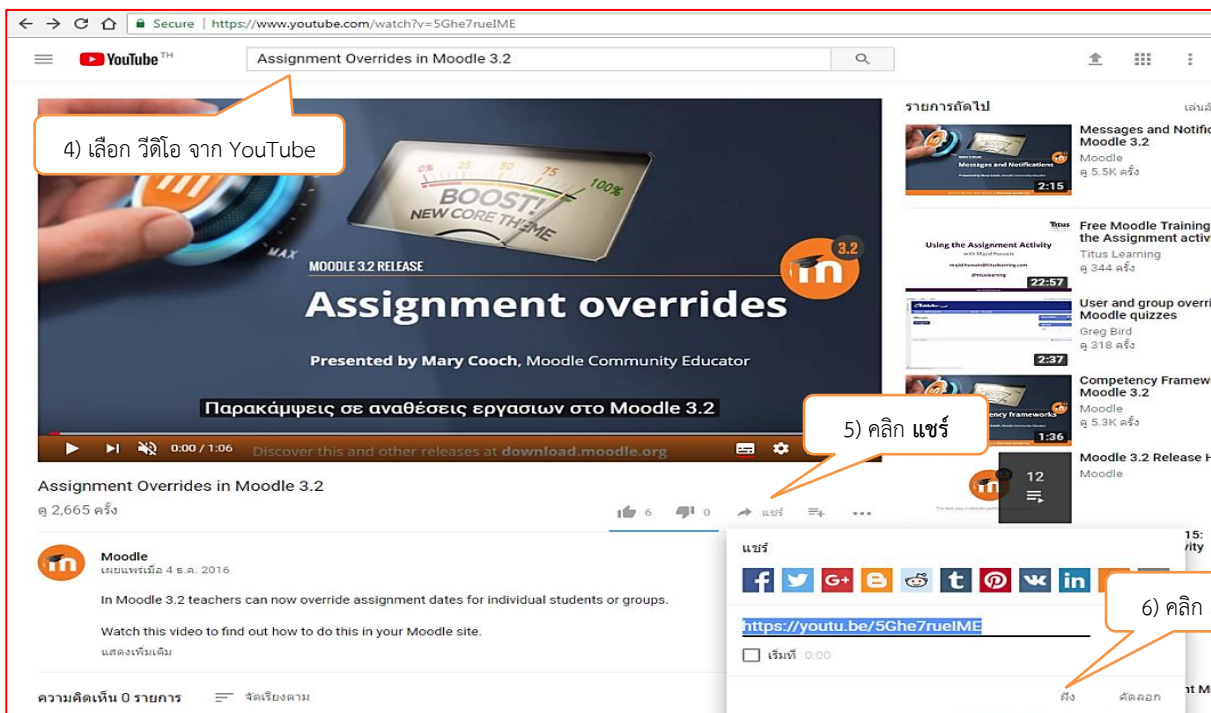 Secure | https://www.youtube.com/watch?v=5Ghe7rueIME
YouTube TH
Assignment Overrides in Moodle 3.2
4) เลือก วีดิโอ จาก YouTube
0% 25 50 75 100%
BOOST!
NEW CORE THEME
MAX
MOODLE 3.2 RELEASE
3.2
Assignment overrides
Presented by Mary Cooch, Moodle Community Educator
Παρακάμψεις σε αναθέσεις εργασιων στο Moodle 3.2
0:00 / 1:06
Discover this and other releases at download.moodle.org
5) คลิก แชร์
Assignment Overrides in Moodle 3.2
ดู 2,665 ครั้ง
6
0
แชร์
Moodle
เผยแพร่เมื่อ 4 ธ.ค. 2016
In Moodle 3.2 teachers can now override assignment dates for individual students or groups.
Watch this video to find out how to do this in your Moodle site.
แสดงเพิ่มเติม
ความคิดเห็น 0 รายการ
จัดเรียงตาม
แชร์
G+
https://youtu.be/5Ghe7rueIME
เริ่มที่ 0:00
6) คลิก
ฝัง
คัดลอก
รายการถัดไป
Messages and Notific
Moodle 3.2
Moodle
ดู 5.5K ครั้ง
Messages and Notifications
2:15
Free Moodle Training
the Assignment activ
Titus Learning
ดู 344 ครั้ง
Titus
Using the Assignment Activity
22:57
User and group overri
Moodle quizzes
Greg Bird
ดู 318 ครั้ง
2:37
Competency Framew
Moodle 3.2
Moodle
ดู 5.3K ครั้ง
ency frameworks
1:36
Moodle 3.2 Release H
Moodle
12
15:
vity
nt M